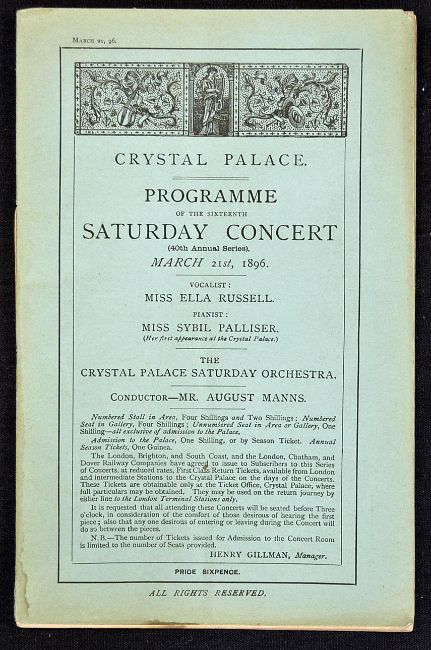 MARCH 21, 96.
CRYSTAL PALACE.
PROGRAMME
OF THE SIXTEENTH
SATURDAY CONCERT
(40th Annual Series),
MARCH 21st, 1896.
VOCALIST:
MISS ELLA RUSSELL.
PIANIST:
MISS SYBIL PALLISER.
(Her first appearance at the Crystal Palace.)
THE
CRYSTAL PALACE SATURDAY ORCHESTRA.
CONDUCTOR—MR. AUGUST MANNS.
Numbered Stall in Area, Four Shillings and Two Shillings; Numbered
Seat in Gallery, Four Shillings; Unnumbered Seat in Area or Gallery, One
Shilling—all exclusive of admission to the Palace.
Admission to the Palace, One Shilling, or by Season Ticket. Annual
Season Tickets, One Guinea.
The London, Brighton, and South Coast, and the London, Chatham, and
Dover Railway Companies have agreed to issue to Subscribers to this Series
of Concerts, at reduced rates, First Class Return Tickets, available from London
and intermediate Stations to the Crystal Palace on the days of the Concerts.
These Tickets are obtainable only at the Ticket Office, Crystal Palace, where
full particulars may be obtained. They may be used on the return journey by
either line to the London Terminal Stations only.
It is requested that all attending these Concerts will be seated before Three
o'clock, in consideration of the comfort of those desirous of hearing the first
piece; also that any one desirous of entering or leaving during the Concert will
do so between the pieces.
N.B.—The number of Tickets issued for Admission to the Concert Room
is limited to the number of Seats provided.
HENRY GILLMAN, Manager.
PRICE SIXPENCE.
ALL RIGHTS RESERVED.